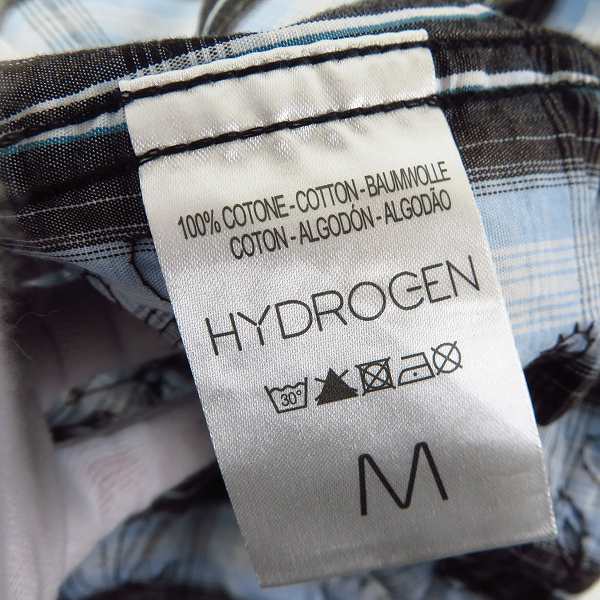 100% COTONE - COTTON - BAUMWOLLE
COTON - ALGODÓN - ALGODÃO
HYDROGEN
30°
M